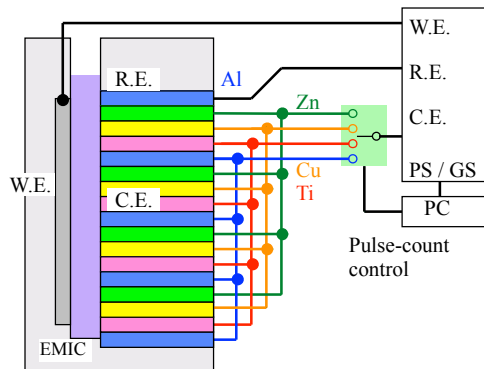 W.E.
R.E.
Al
R.E.
Zn
C.E.
W.E.
Cu
PS / GS
C.E.
Ti
PC
Pulse-count
control
EMIC